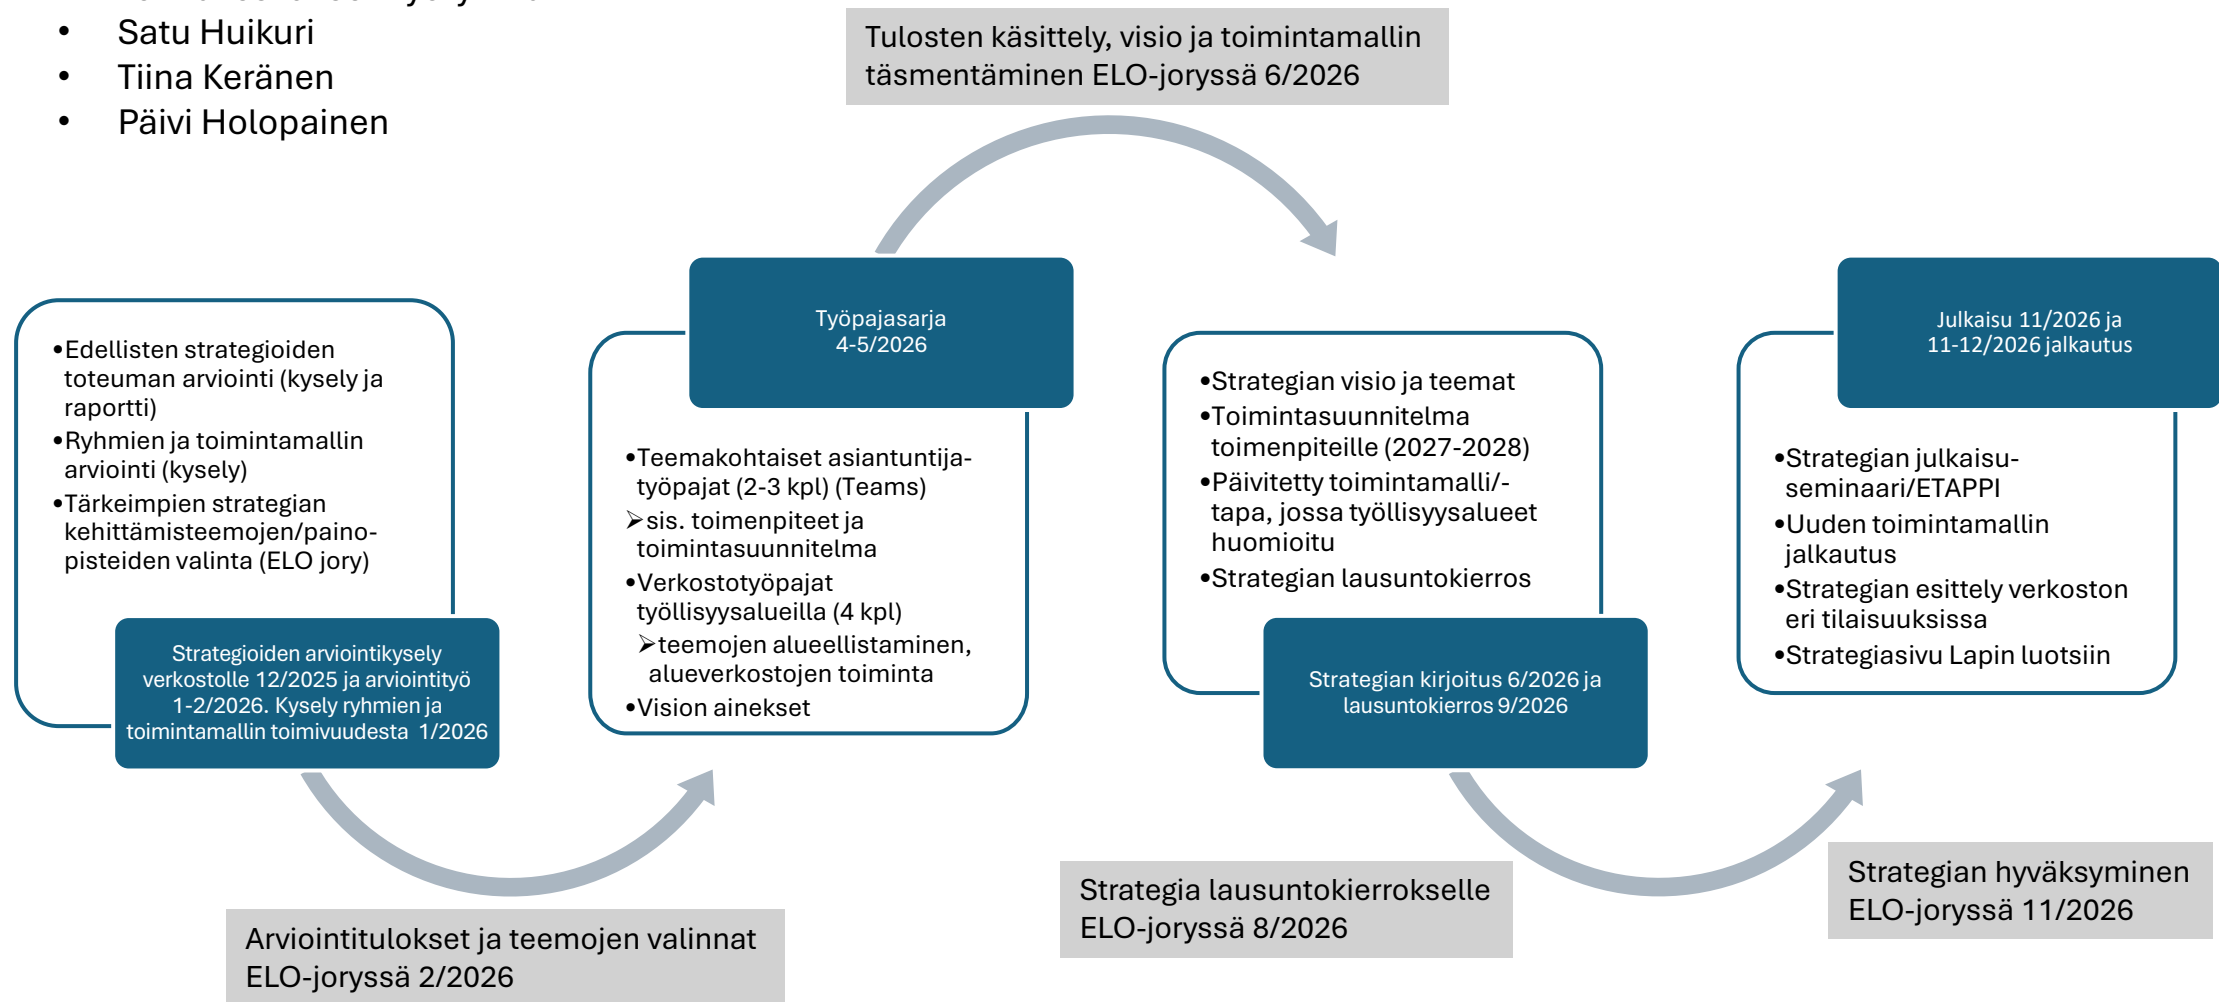 • Satu Huikuri
• Tiina Keränen
• Päivi Holopainen
Tulosten käsittely, visio ja toimintamallin
täsmentäminen ELO-joryssä 6/2026
•Edellisten strategioiden
toteuman arviointi (kysely ja
raportti)
•Ryhmien ja toimintamallin
arviointi (kysely)
•Tärkeimpien strategian
kehittämisteemojen/paino-
pisteiden valinta (ELO jory)
Strategioiden arviointikysely
verkostolle 12/2025 ja arviointityö
1-2/2026. Kysely ryhmien ja
toimintamallin toimivuudesta 1/2026
Arviointitulokset ja teemojen valinnat
ELO-joryssä 2/2026
Työpajasarja
4-5/2026
•Teemakohtaiset asiantuntija-
työpajat (2-3 kpl) (Teams)
➢sis. toimenpiteet ja
toimintasuunnitelma
•Verkostotyöpajat
työllisyysalueilla (4 kpl)
➢teemojen alueellistaminen,
alueverkostojen toiminta
•Vision ainekset
•Strategian visio ja teemat
•Toimintasuunnitelma
toimenpiteille (2027-2028)
•Päivitetty toimintamalli/-
tapa, jossa työllisyysalueet
huomioitu
•Strategian lausuntokierros
Strategian kirjoitus 6/2026 ja
lausuntokierros 9/2026
Strategia lausuntokierrokselle
ELO-joryssä 8/2026
Julkaisu 11/2026 ja
11-12/2026 jalkautus
•Strategian julkaisu-
seminaari/ETAPPI
•Uuden toimintamallin
jalkautus
•Strategian esittely verkoston
eri tilaisuuksissa
•Strategiasivu Lapin luotsiin
Strategian hyväksyminen
ELO-joryssä 11/2026